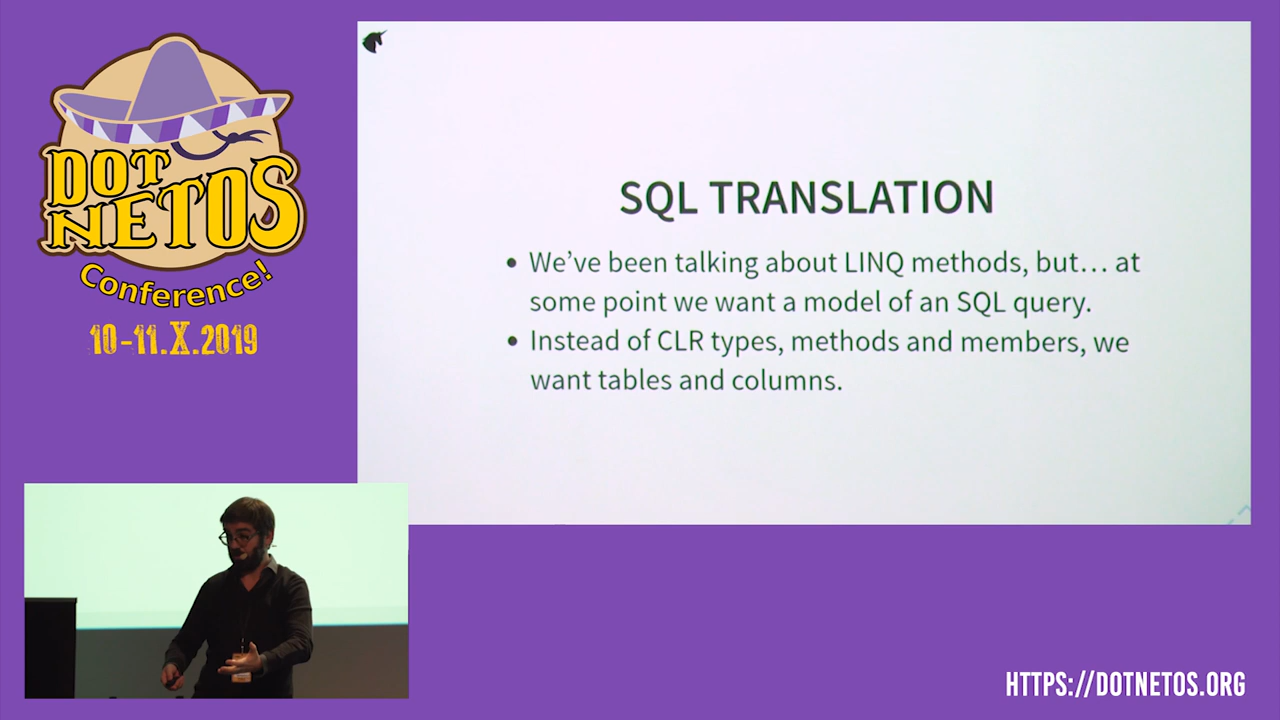 DOT
NETOS
Conference!
10-11.X.2019
SQL TRANSLATION
• We’ve been talking about LINQ methods, but… at
some point we want a model of an SQL query.
• Instead of CLR types, methods and members, we
want tables and columns.
HTTPS://DOTNETOS.ORG